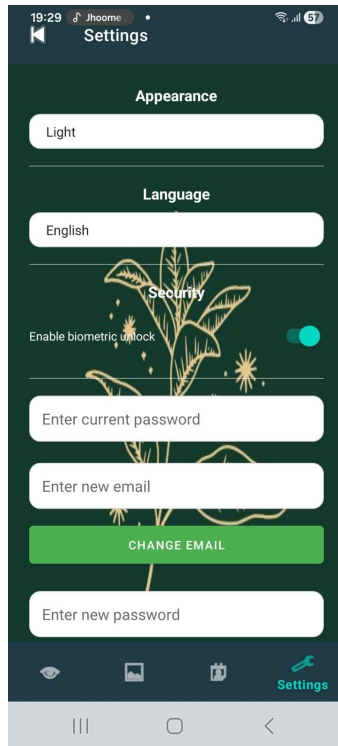 19:29 Jhoome 57
Settings
Appearance
Light
Language
English
Security
Enable biometric unlock
Enter current password
Enter new email
CHANGE EMAIL
Enter new password
Settings